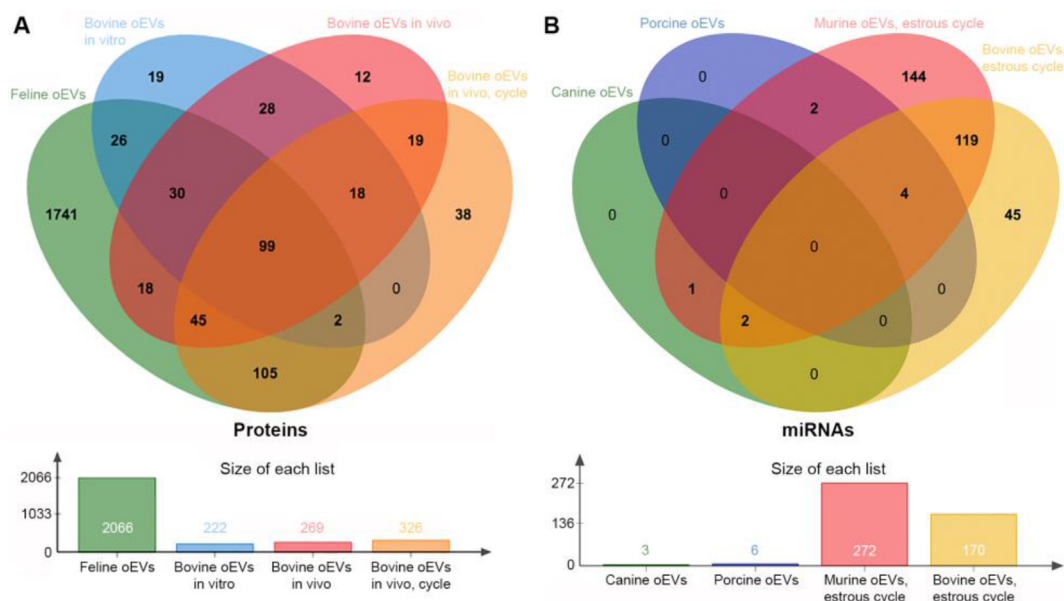 A
Bovine oEVs
in vitro
Bovine oEVs in vivo
Feline oEVs
Bovine oEVs
in vivo, cycle
19
12
28
26
19
30
18
1741
38
99
18
0
45
2
105
Proteins
Size of each list
2066
1033
0
2066
222
269
326
Feline oEVs
Bovine oEVs
in vitro
Bovine oEVs
in vivo
Bovine oEVs
in vivo, cycle
B
Porcine oEVs
Murine oEVs, estrous cycle
Canine oEVs
Bovine oEVs,
estrous cycle
0
144
2
0
119
0
4
0
45
0
1
0
2
0
0
miRNAs
Size of each list
272
136
0
3
6
272
170
Canine oEVs
Porcine oEVs
Murine oEVs,
estrous cycle
Bovine oEVs,
estrous cycle